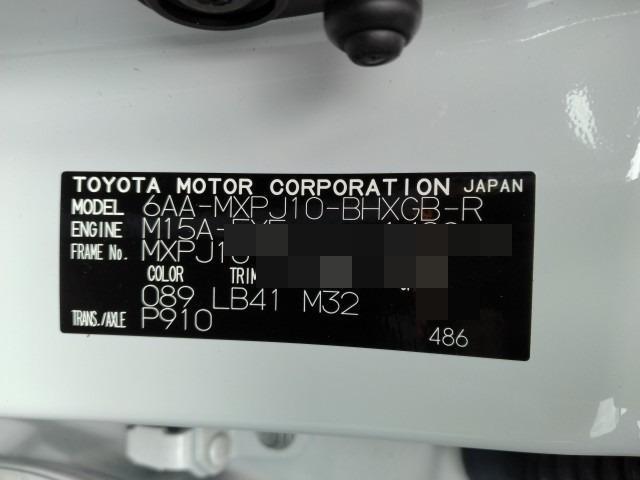 TOYOTA MOTOR CORPORATION JAPAN
MODEL 6AA-MXPJ10-BHXGB-R
ENGINE M15A-
FRAME No. MXPJ10
COLOR TRIM
089 LB41 M32
TRANS./AXLE P910
486